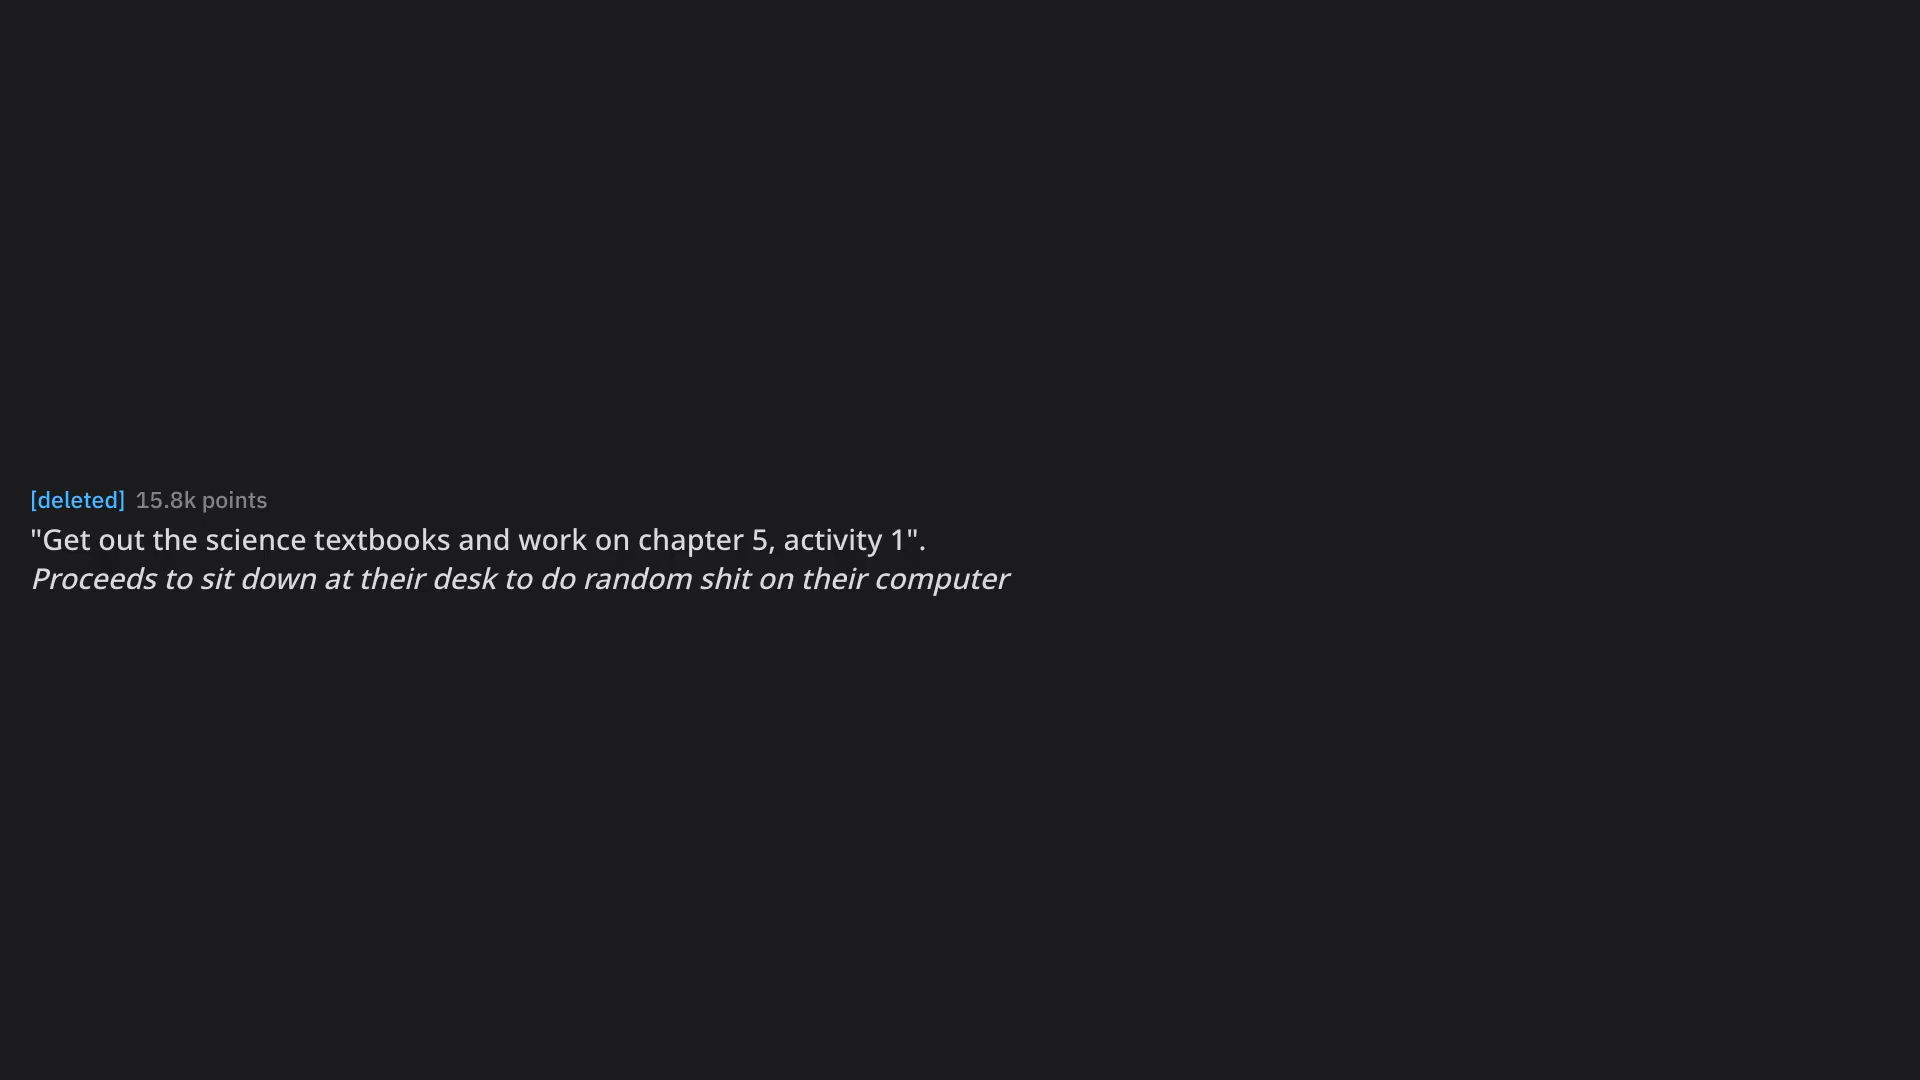 [deleted] 15.8k points
"Get out the science textbooks and work on chapter 5, activity 1".
Proceeds to sit down at their desk to do random shit on their computer